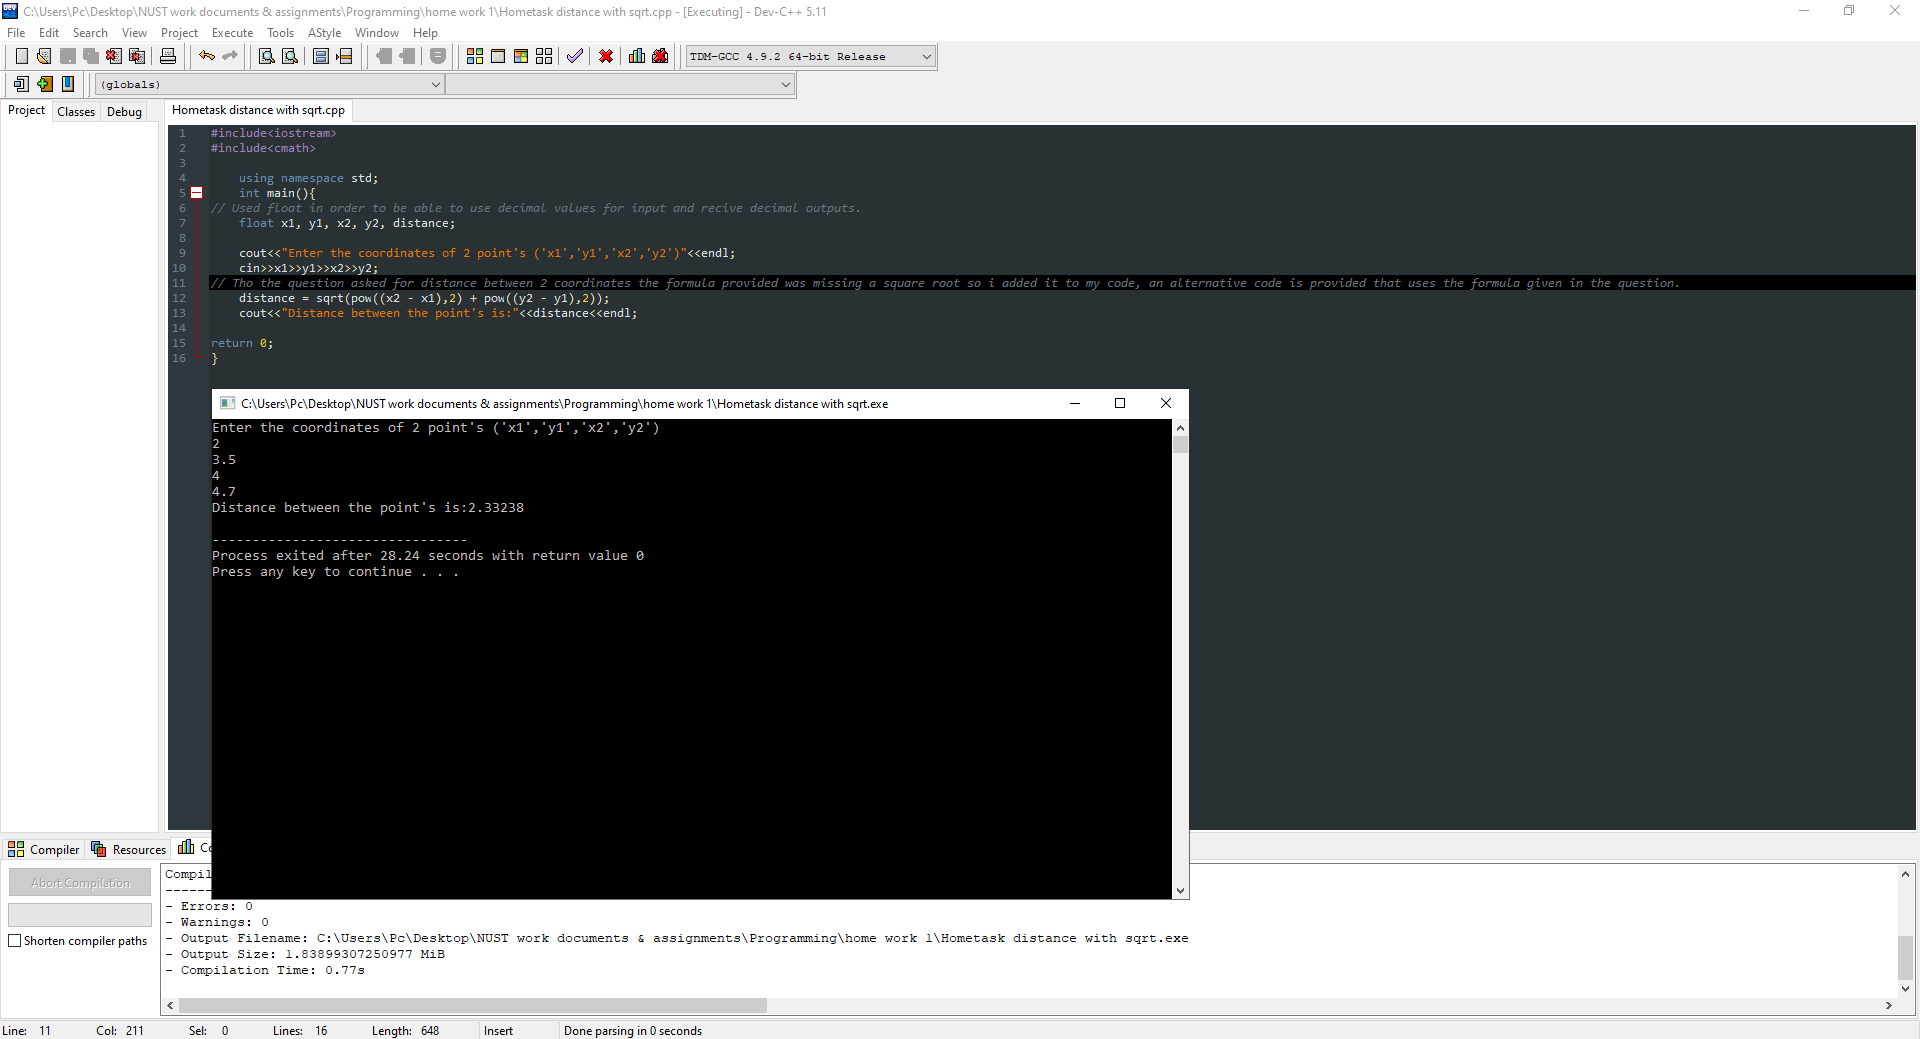 C:\Users\Pc\Desktop\NUST work documents & assignments\Programming\home work 1\Hometask distance with sqrt.cpp - [Executing] - Dev-C++ 5.11
File Edit Search View Project Execute Tools AStyle Window Help
TDM-GCC 4.9.2 64-bit Release
(globals)
Project Classes Debug
Hometask distance with sqrt.cpp
1 #include<iostream>
2 #include<cmath>
3
4 using namespace std;
5 int main(){
6 // Used float in order to be able to use decimal values for input and recive decimal outputs.
7 float x1, y1, x2, y2, distance;
8
9 cout<<"Enter the coordinates of 2 point's ('x1','y1','x2','y2')"<<endl;
10 cin>>x1>>y1>>x2>>y2;
11 // Tho the question asked for distance between 2 coordinates the formula provided was missing a square root so i added it to my code, an alternative code is provided that uses the formula given in the question.
12 distance = sqrt(pow((x2 - x1),2) + pow((y2 - y1),2));
13 cout<<"Distance between the point's is:"<<distance<<endl;
14
15 return 0;
16 }
C:\Users\Pc\Desktop\NUST work documents & assignments\Programming\home work 1\Hometask distance with sqrt.exe
Enter the coordinates of 2 point's ('x1','y1','x2','y2')
2
3.5
4
4.7
Distance between the point's is:2.33238
--------------------------------
Process exited after 28.24 seconds with return value 0
Press any key to continue . . .
Compiler Resources Co
Abort Compilation
Shorten compiler paths
Compil
------
- Errors: 0
- Warnings: 0
- Output Filename: C:\Users\Pc\Desktop\NUST work documents & assignments\Programming\home work 1\Hometask distance with sqrt.exe
- Output Size: 1.83899307250977 MiB
- Compilation Time: 0.77s
Line: 11 Col: 211 Sel: 0 Lines: 16 Length: 648 Insert Done parsing in 0 seconds